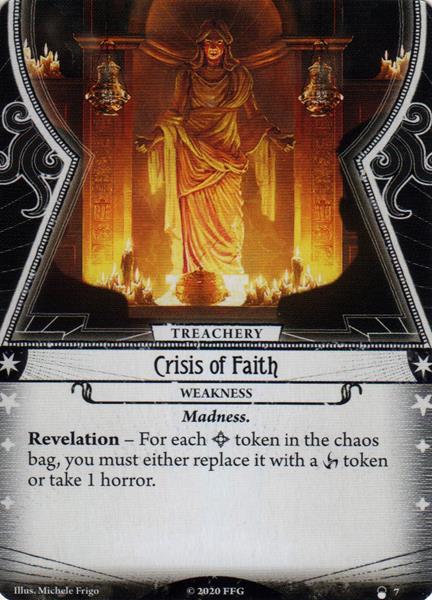 TREACHERY
Crisis of Faith
WEAKNESS
Madness.
Revelation – For each token in the chaos
bag, you must either replace it with a token
or take 1 horror.
Illus. Michele Frigo
© 2020 FFG
7